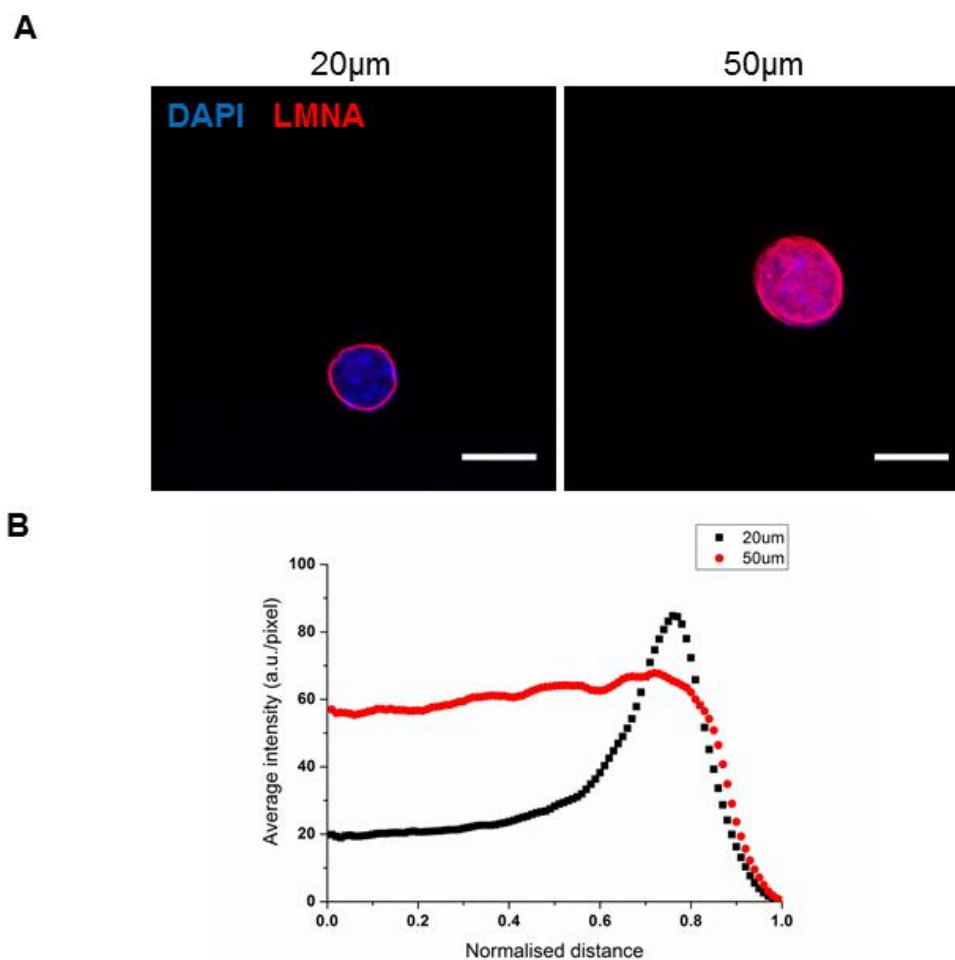 A
20µm 50µm
DAPI LMNA
B
20um
50um
100
80
60
40
20
0
Average intensity (a.u./pixel)
0.0 0.2 0.4 0.6 0.8 1.0
Normalised distance